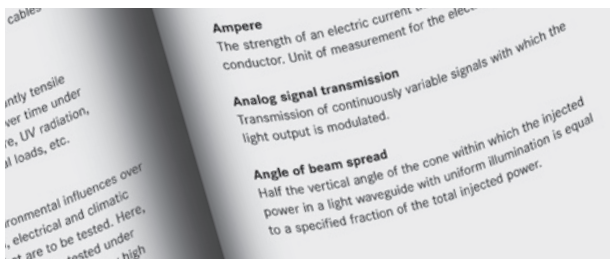 cables
ntly tensile
ver time under
e, UV radiation,
l loads, etc.
ronmental influences over
, electrical and climatic
t are to be tested. Here,
ested under
high
Ampere
The strength of an electric current
conductor. Unit of measurement for the elec
Analog signal transmission
Transmission of continuously variable signals with which the
light output is modulated.
Angle of beam spread
Half the vertical angle of the cone within which the injected
power in a light waveguide with uniform illumination is equal
to a specified fraction of the total injected power.